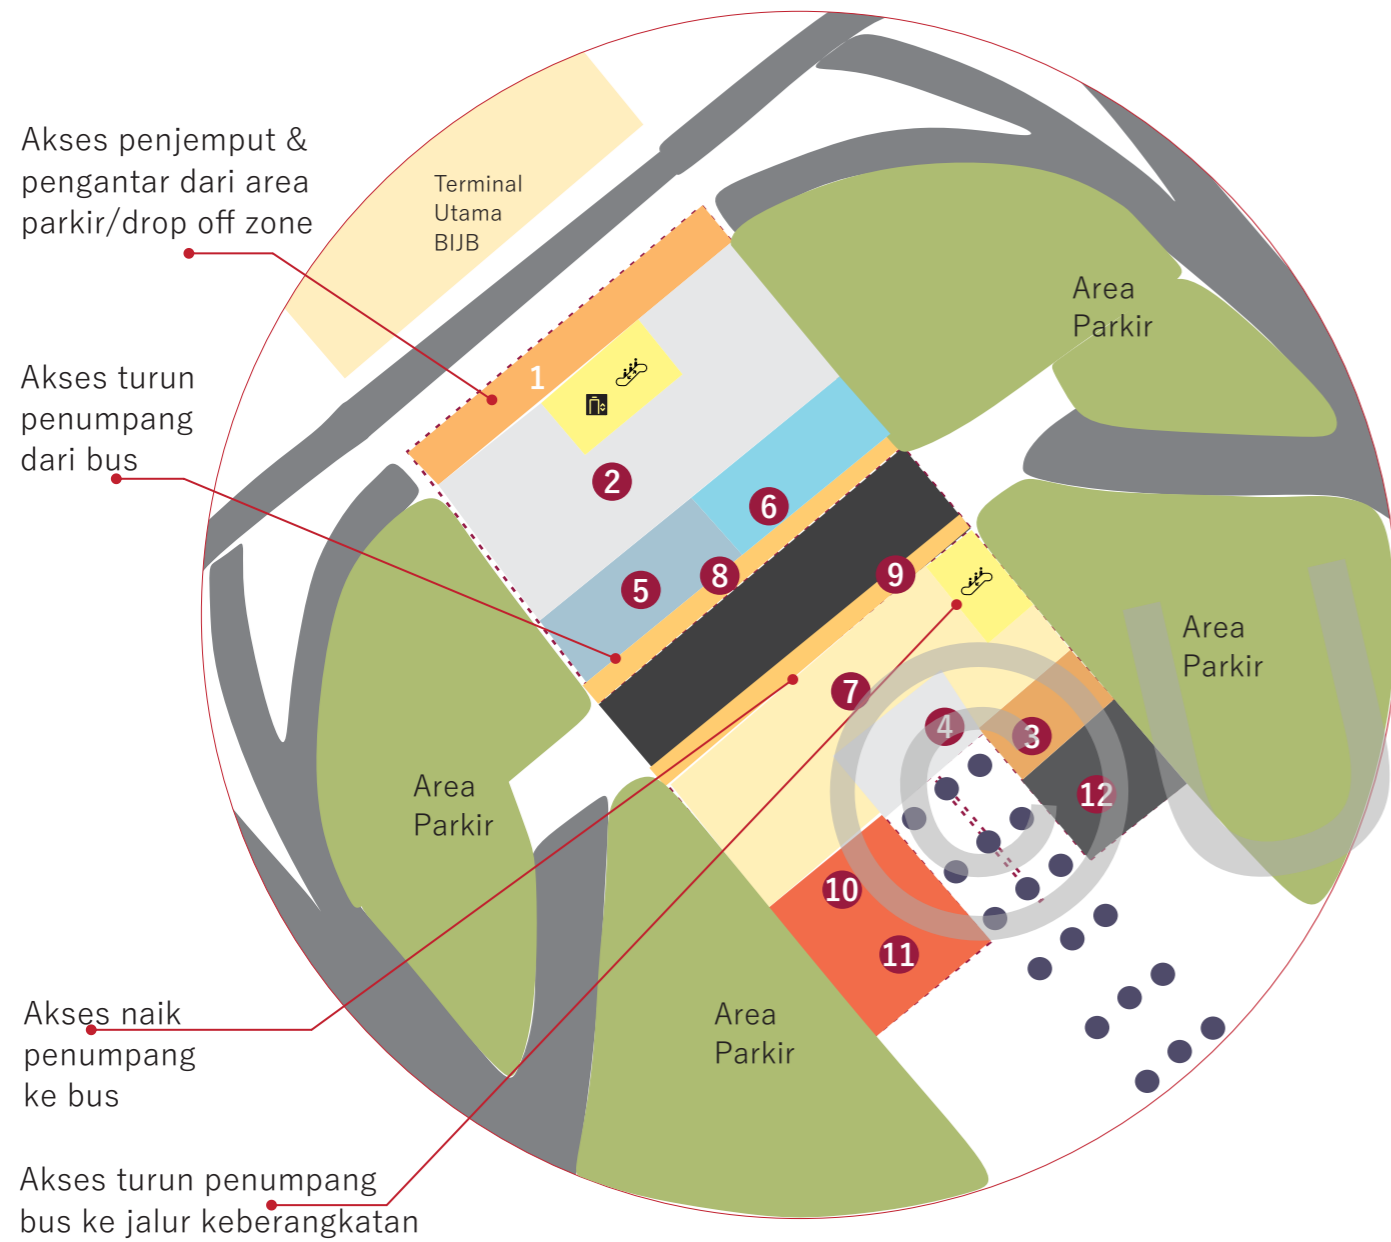 Akses penjemput &
pengantar dari area
parkir/drop off zone
Terminal
Utama
BIJB
Area
Parkir
Akses turun
penumpang
dari bus
1
2
6
5
8
9
Area
Parkir
7
4
3
12
Area
Parkir
10
11
Akses naik
penumpang
ke bus
Area
Parkir
Akses turun penumpang
bus ke jalur keberangkatan